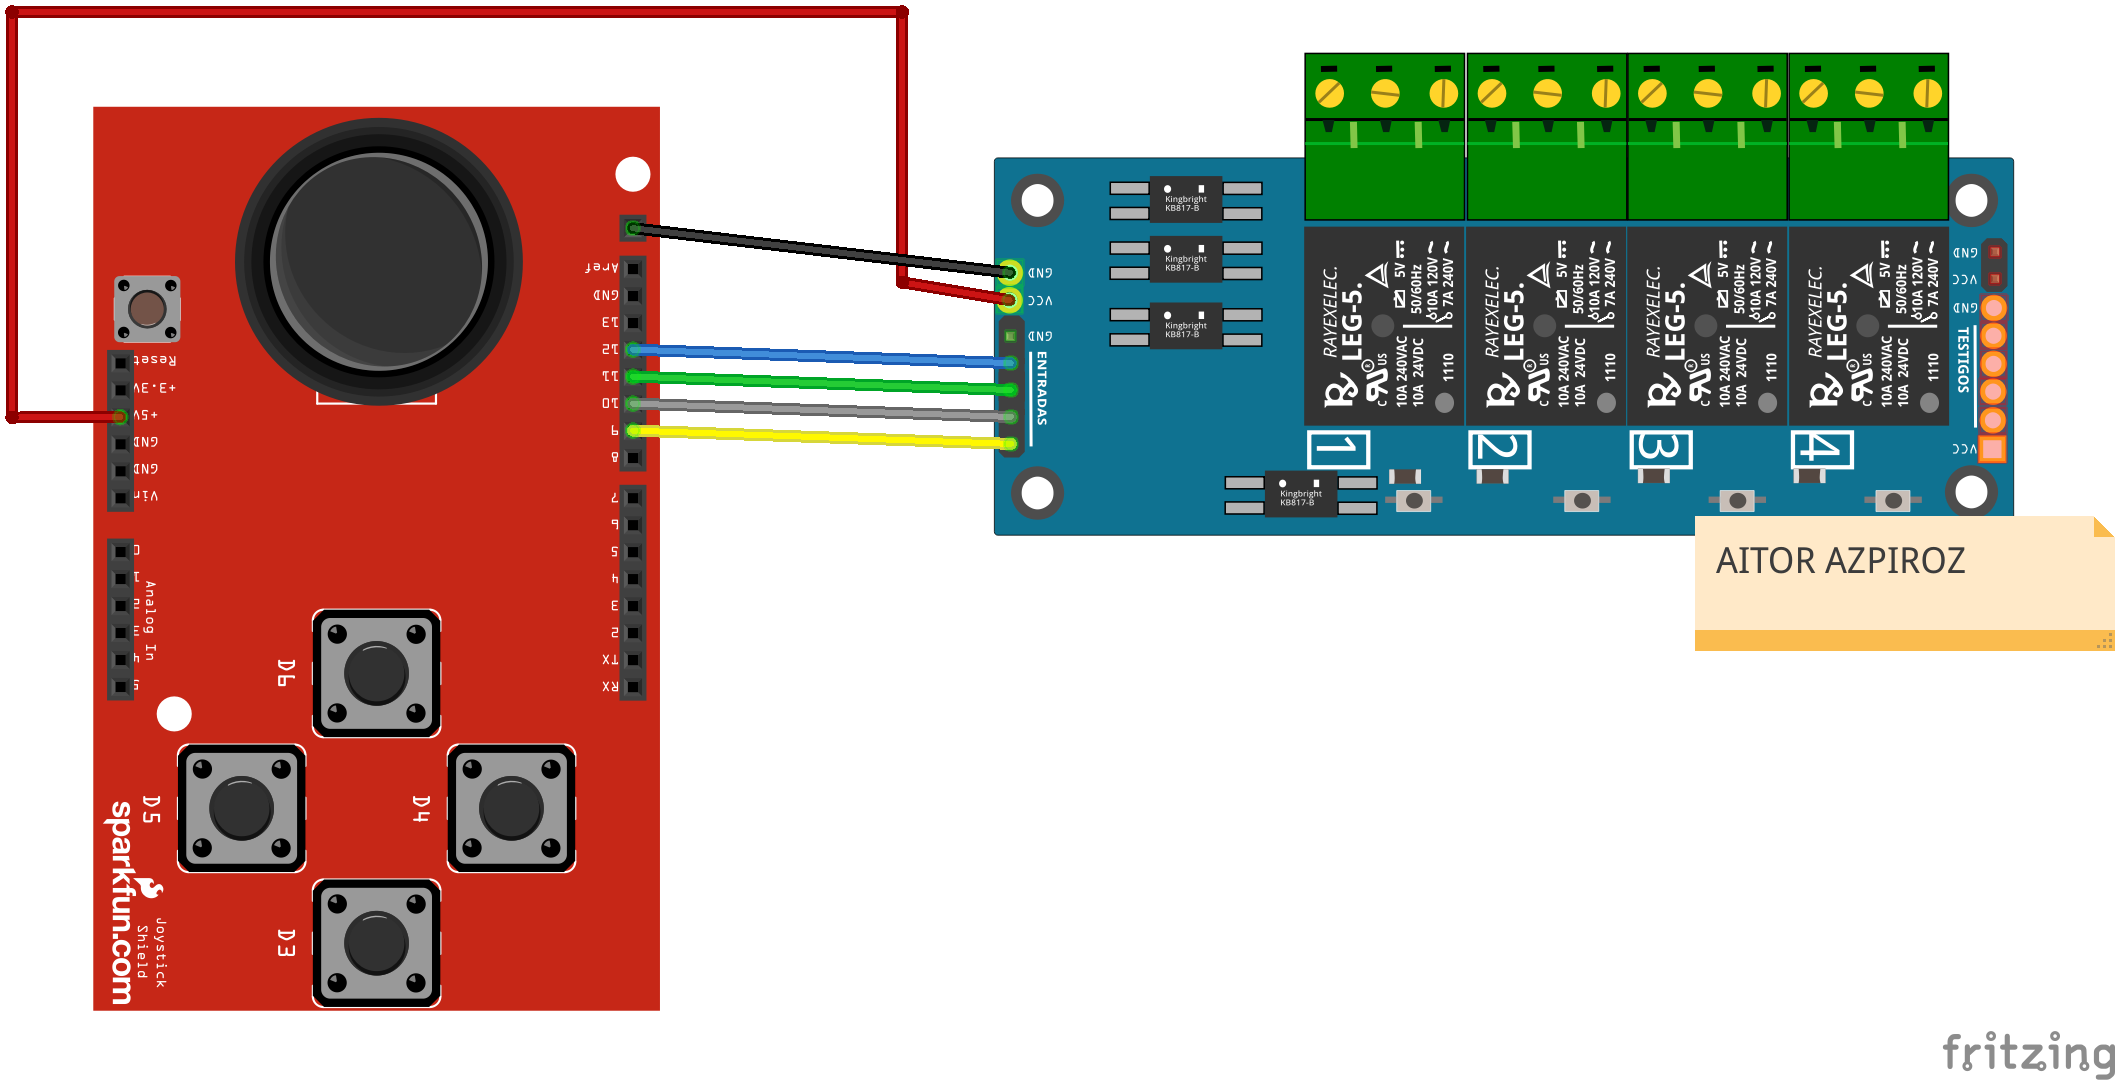 Aref
GND
13
12
11
10
9
8
7
6
5
4
3
2
TX
RX
Reset
+3.3V
+5V
GND
GND
Vin
0
1
2
3
4
5
Analog In
D6
D5
D4
D3
sparkfun.com
Joystick
Shield
GND
VCC
GND
ENTRADAS
Kingbright
KB817-B
Kingbright
KB817-B
Kingbright
KB817-B
Kingbright
KB817-B
RAYEXELEC.
LEG-5.
5V
50/60Hz
10A 120V
7A 240V
10A 240VAC
10A 24VDC
1110
C US ®
RAYEXELEC.
LEG-5.
5V
50/60Hz
10A 120V
7A 240V
10A 240VAC
10A 24VDC
1110
C US ®
RAYEXELEC.
LEG-5.
5V
50/60Hz
10A 120V
7A 240V
10A 240VAC
10A 24VDC
1110
C US ®
RAYEXELEC.
LEG-5.
5V
50/60Hz
10A 120V
7A 240V
10A 240VAC
10A 24VDC
1110
C US ®
1
2
3
4
GND
VCC
GND
TESTIGOS
VCC
AITOR AZPIROZ
fritzing